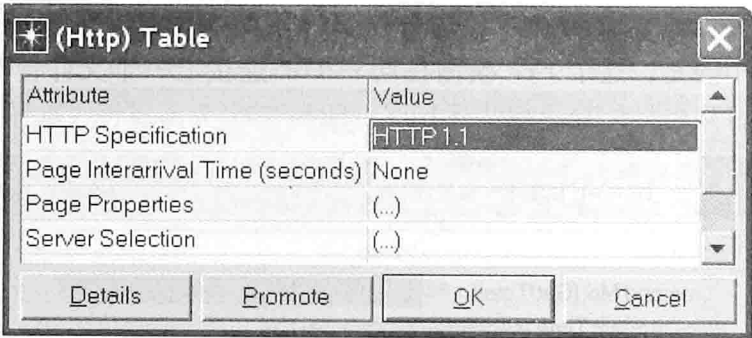 (Http) Table
Attribute Value
HTTP Specification HTTP 1.1
Page Interarrival Time (seconds) None
Page Properties (...)
Server Selection (...)
Details Promote OK Cancel